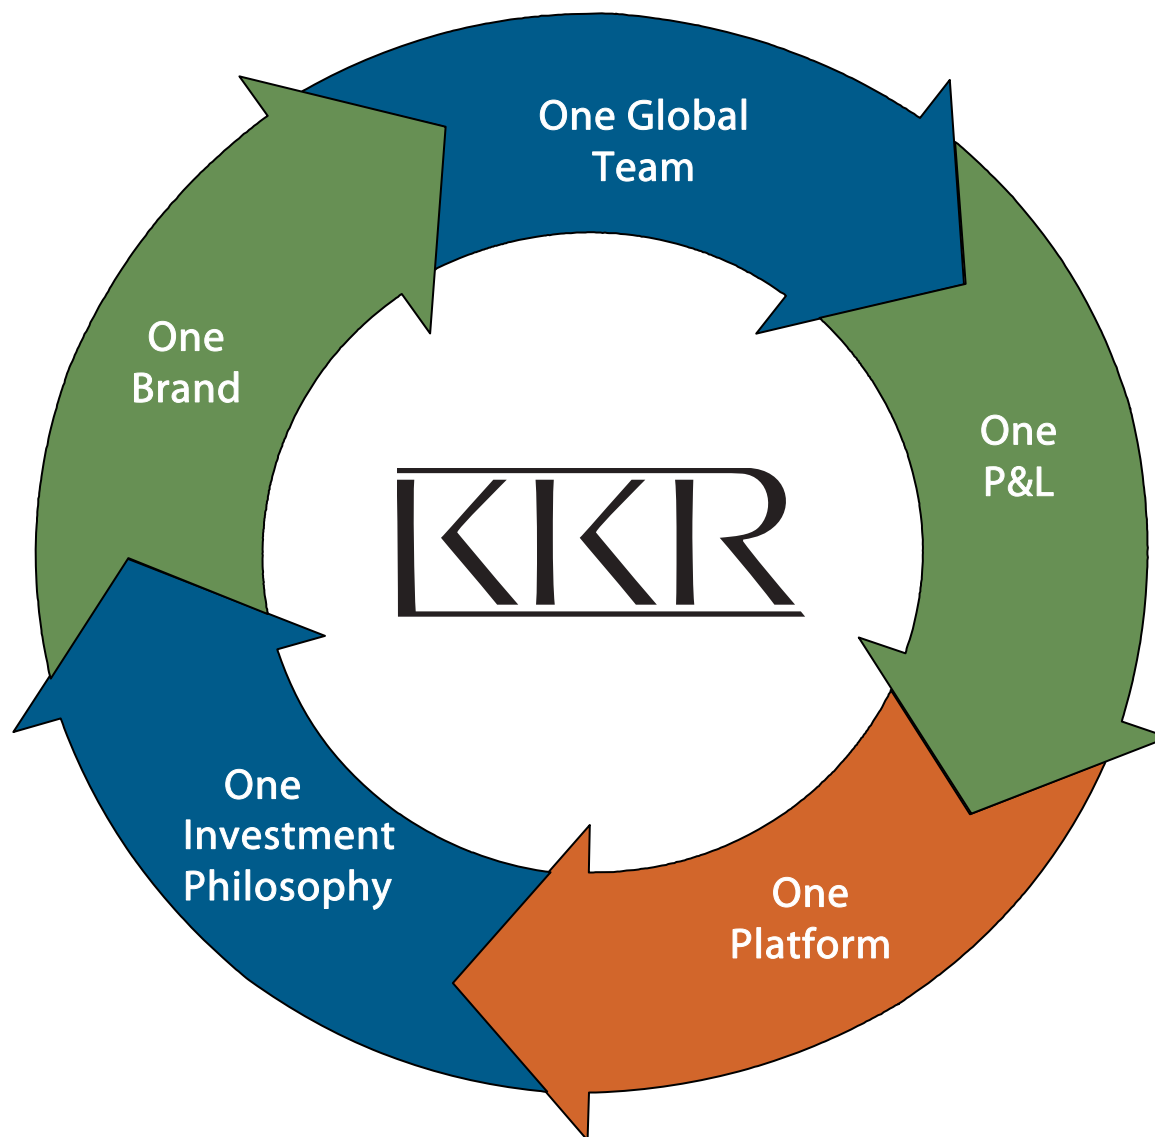 One Global
Team
One
P&L
One
Platform
One
Investment
Philosophy
One
Brand
KKR